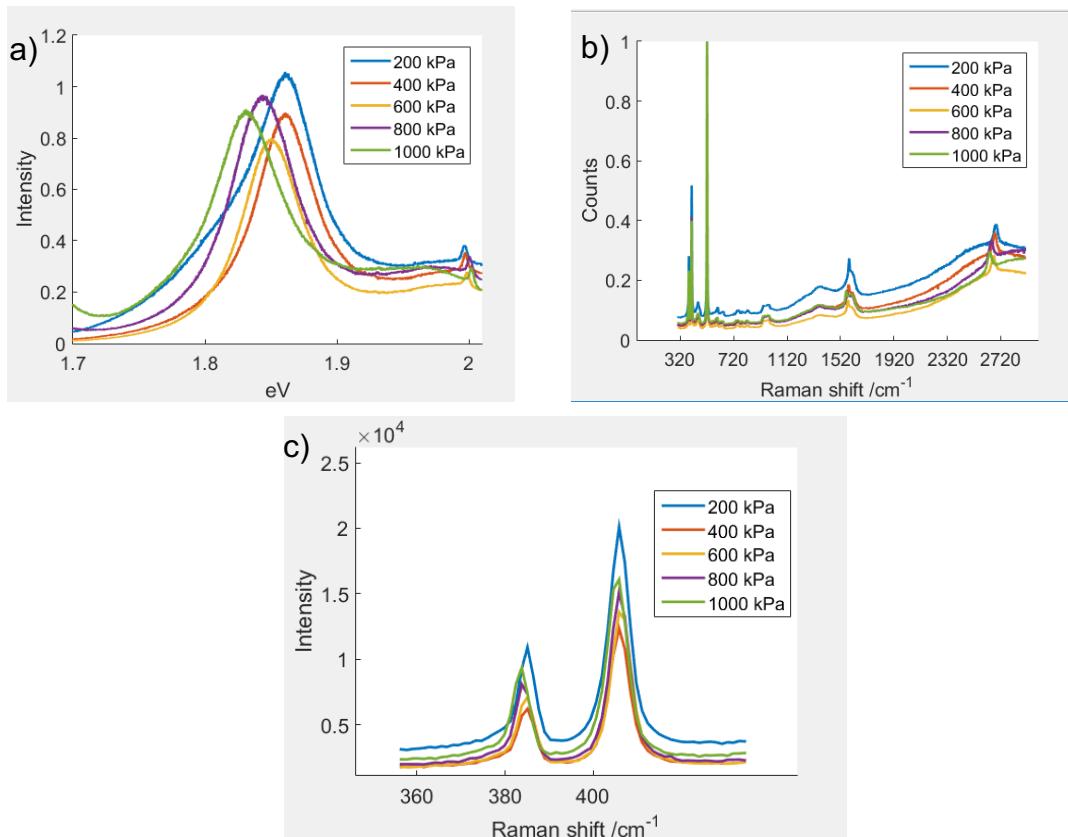 a)
1.2
1
0.8
0.6
0.4
0.2
0
Intensity
1.7
1.8
1.9
2
eV
200 kPa
400 kPa
600 kPa
800 kPa
1000 kPa
b)
1
0.8
0.6
0.4
0.2
0
Counts
320 720 1120 1520 1920 2320 2720
Raman shift /cm⁻¹
200 kPa
400 kPa
600 kPa
800 kPa
1000 kPa
c)
×10⁴
2.5
2
1.5
1
0.5
Intensity
360
380
400
Raman shift /cm⁻¹
200 kPa
400 kPa
600 kPa
800 kPa
1000 kPa